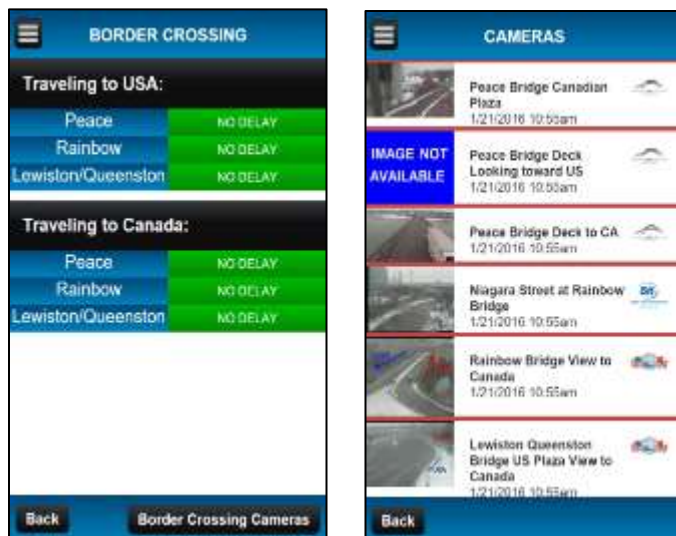 BORDER CROSSING
Traveling to USA:
Peace NO DELAY
Rainbow NO DELAY
Lewiston/Queenston NO DELAY
Traveling to Canada:
Peace NO DELAY
Rainbow NO DELAY
Lewiston/Queenston NO DELAY
Back Border Crossing Cameras
CAMERAS
Peace Bridge Canadian
Plaza
1/21/2016 10:55am
IMAGE NOT
AVAILABLE
Peace Bridge Deck
Looking toward US
1/21/2016 10:55am
Peace Bridge Deck to CA
1/21/2016 10:55am
Niagara Street at Rainbow
Bridge
1/21/2016 10:55am
Rainbow Bridge View to
Canada
1/21/2016 10:55am
Lewiston Queenston
Bridge US Plaza View to
Canada
1/21/2016 10:55am
Back